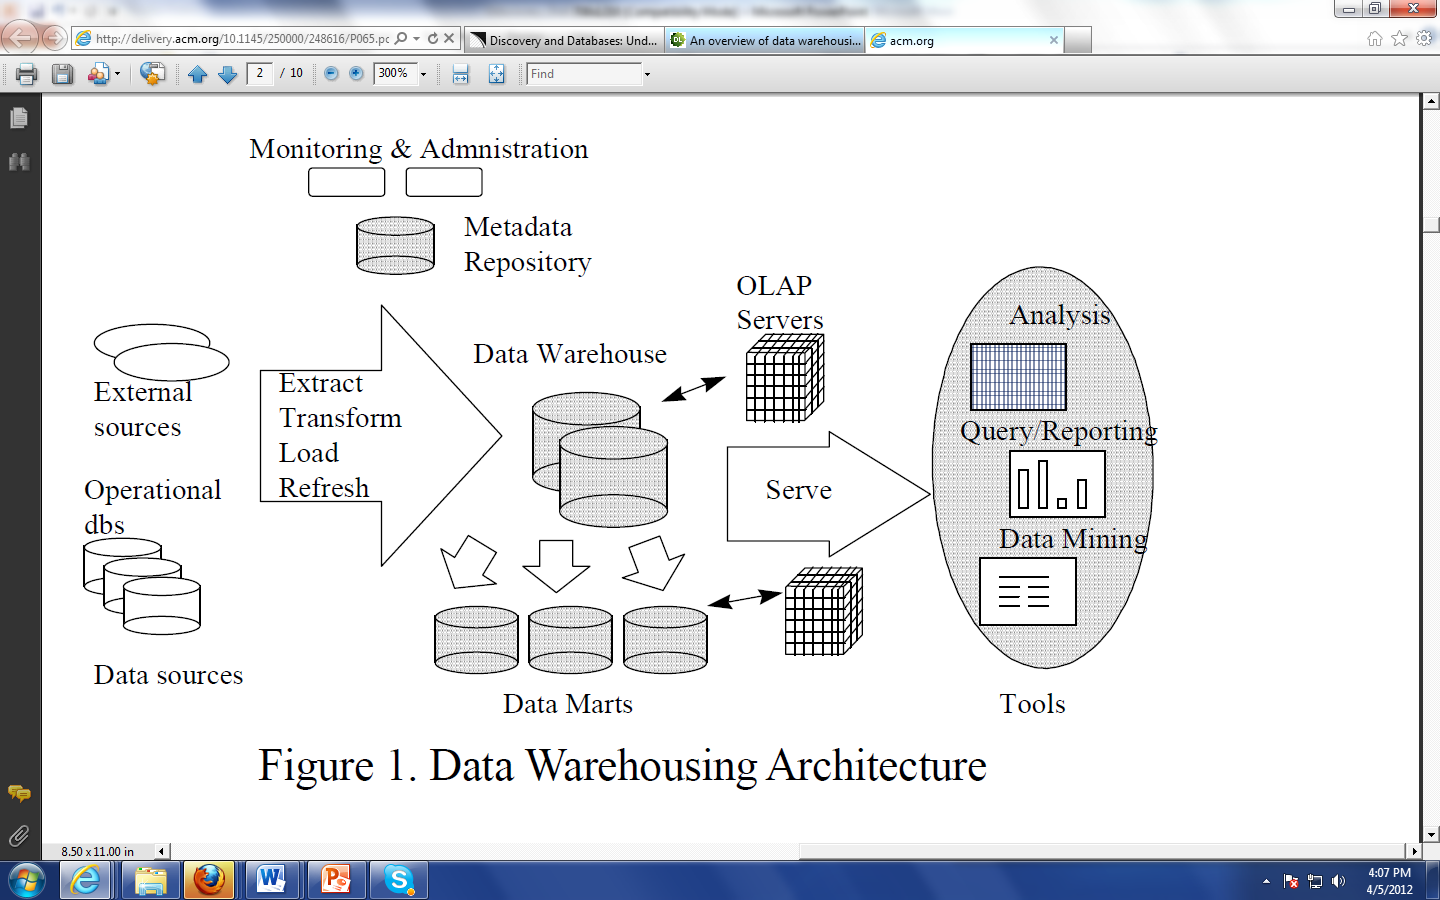 http://delivery.acm.org/10.1145/250000/248616/P065.pc
Discovery and Databases: Und...
An overview of data warehousi...
acm.org
2 / 10
300%
Find
Monitoring & Admnistration
Metadata
Repository
OLAP
Servers
Analysis
Data Warehouse
External
sources
Extract
Transform
Load
Refresh
Query/Reporting
Operational
dbs
Serve
Data Mining
Data sources
Data Marts
Tools
Figure 1. Data Warehousing Architecture
8.50 x 11.00 in
4:07 PM
4/5/2012